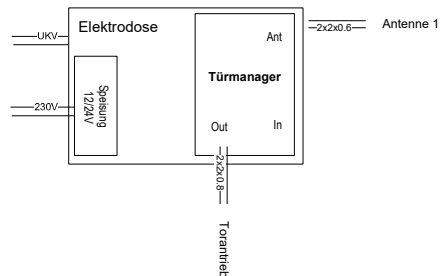 Elektrodose
UKV
230V
Speisung
12/24V
Ant
Türmanager
Out
In
2x2x0.6
Antenne 1
2x2x0.8
Torantrieb